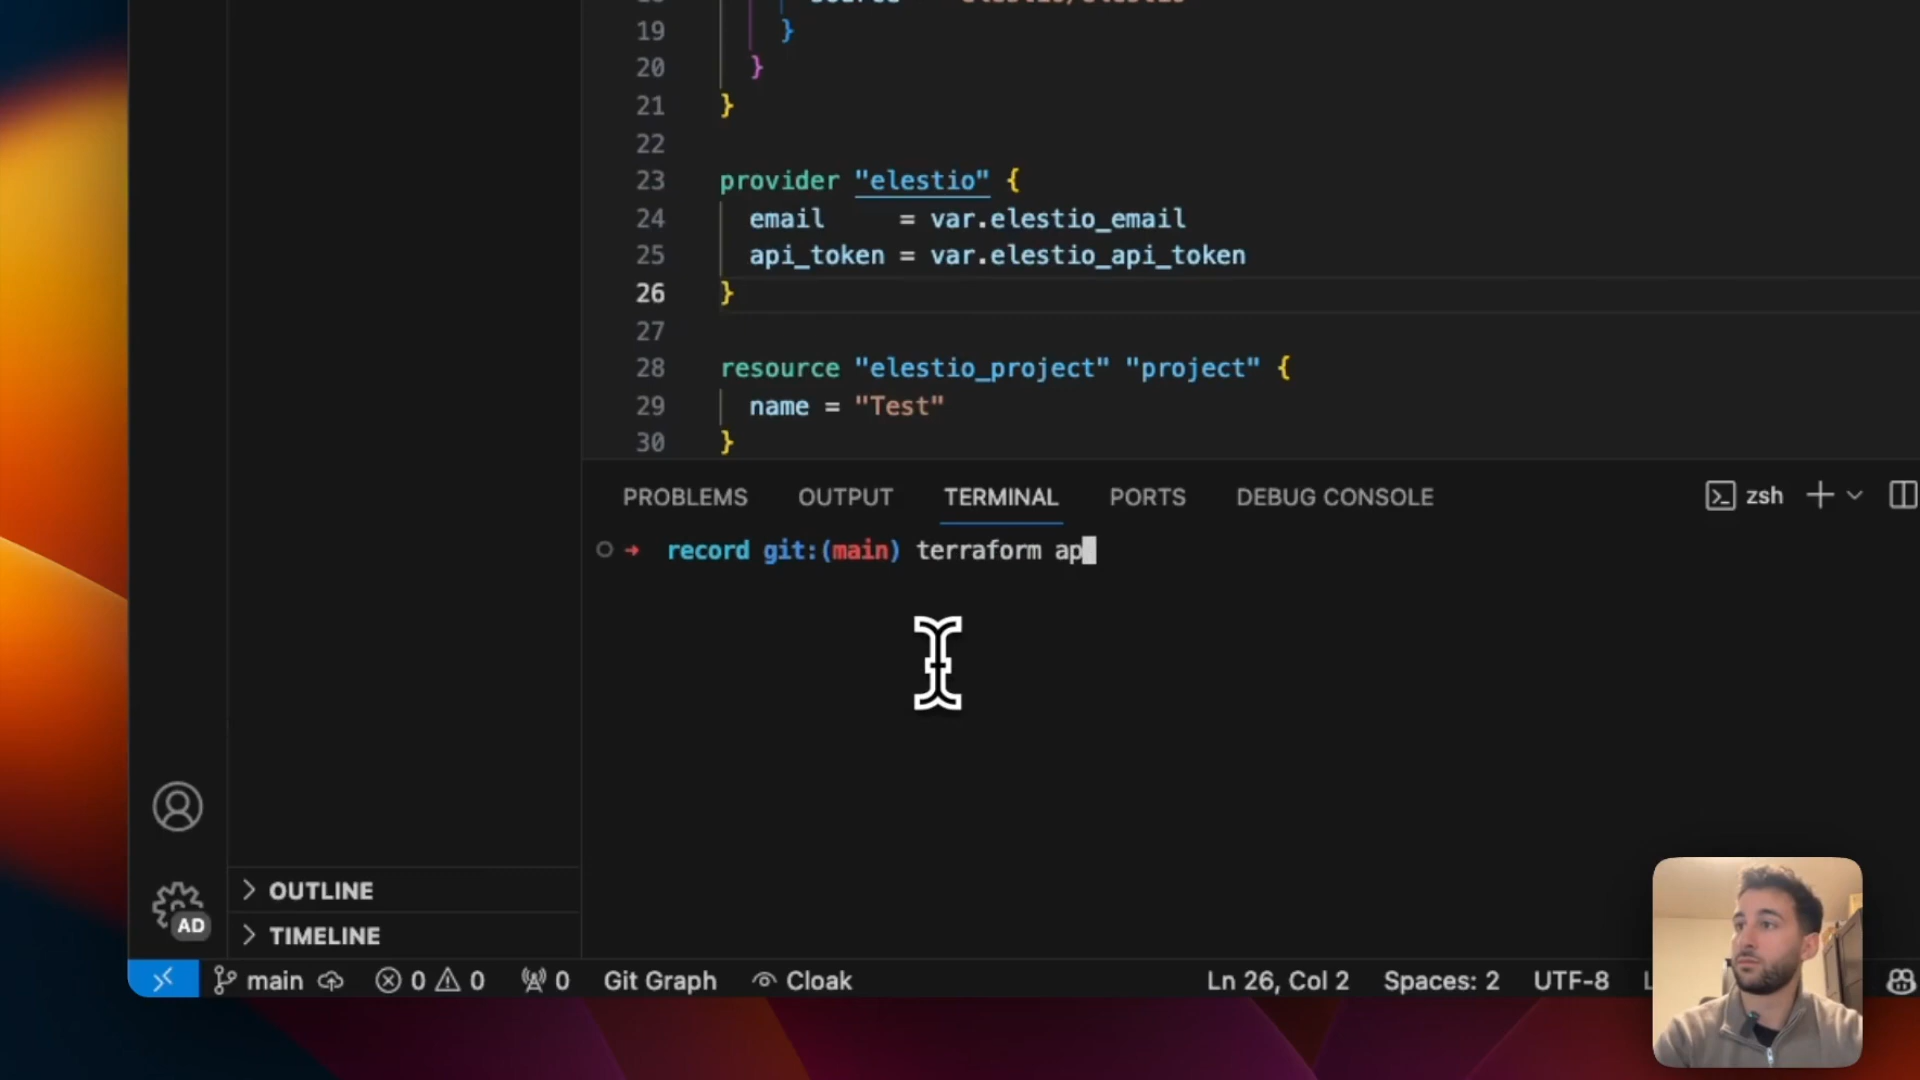 19 }
20 }
21 }
22
23 provider "elestio" {
24 email = var.elestio_email
25 api_token = var.elestio_api_token
26 }
27
28 resource "elestio_project" "project" {
29 name = "Test"
30 }
PROBLEMS OUTPUT TERMINAL PORTS DEBUG CONSOLE zsh
record git:(main) terraform ap
AD
OUTLINE
TIMELINE
main 0 0 0 Git Graph Cloak Ln 26, Col 2 Spaces: 2 UTF-8